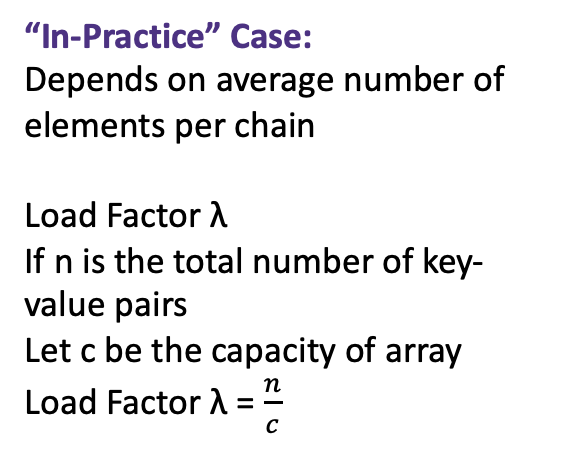 “In-Practice” Case:
Depends on average number of
elements per chain
Load Factor λ
If n is the total number of key-
value pairs
Let c be the capacity of array
Load Factor λ = n/c